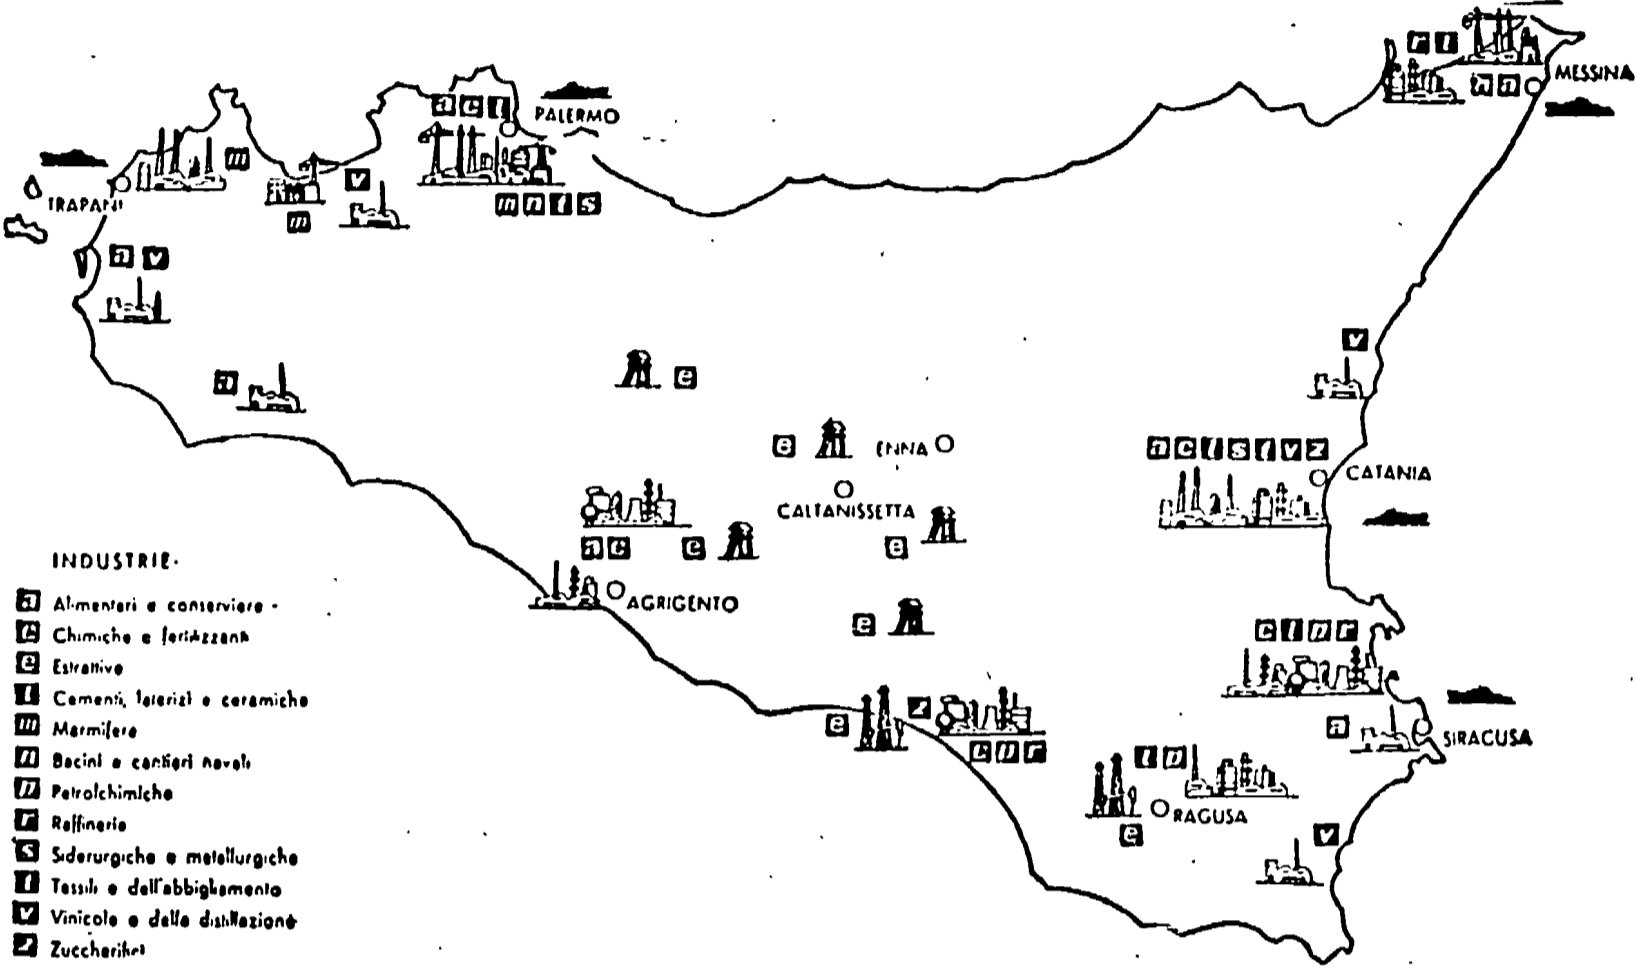 r l
MESSINA
n a
a c l
PALERMO
m
v
TRAPANI
m
m n l s
a v
v
a
e
e ENNA
a c l s t v z
CATANIA
CALTANISSETTA
a c e
e
AGRIGENTO
INDUSTRIE
a Alimentari e conserviere
c Chimiche e fertilizzanti
e Estrattive
l Cementi, laterizi e ceramiche
m Marmifere
n Bacini e cantieri navali
p Petrolchimiche
r Raffinerie
s Siderurgiche e metallurgiche
t Tessili e dell'abbigliamento
v Vinicole e della distillazione
z Zuccherifici
e
c l p r
e z
c p r
a
SIRACUSA
l p
RAGUSA
e
v